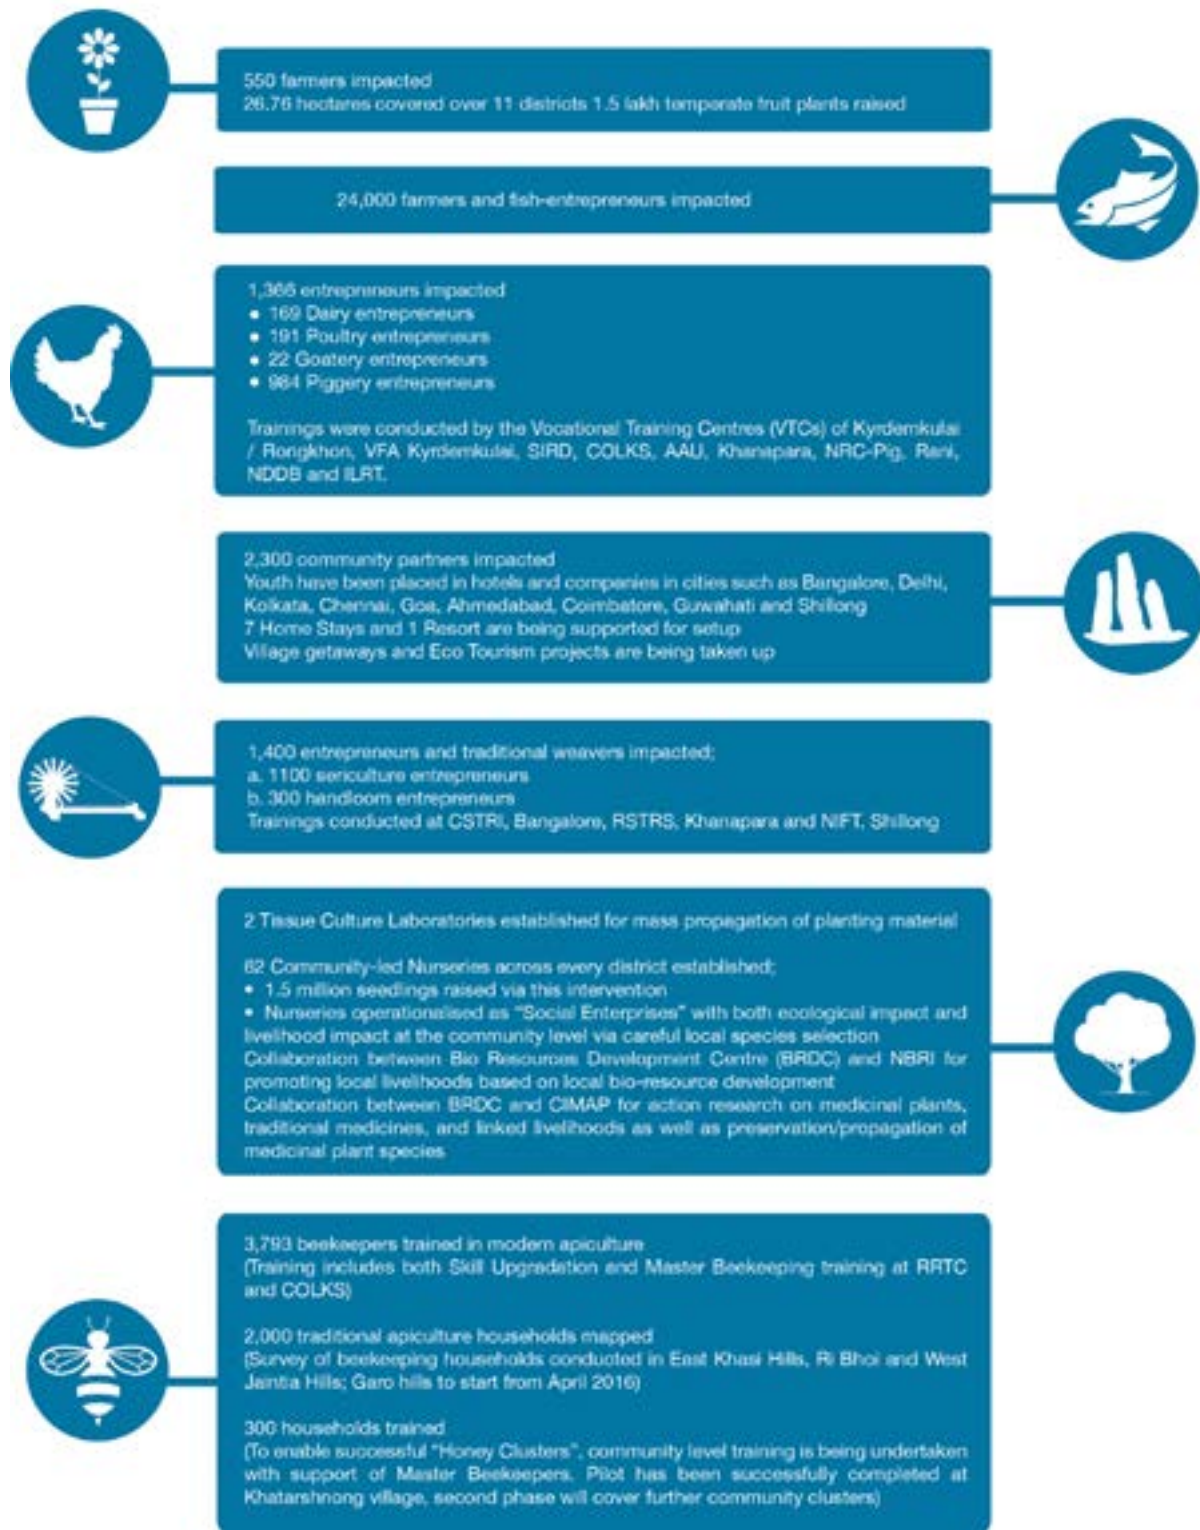 550 farmers impacted
26.76 hectares covered over 11 districts 1.5 lakh temperate fruit plants raised
24,000 farmers and fish-entrepreneurs impacted
1,366 entrepreneurs impacted
• 169 Dairy entrepreneurs
• 191 Poultry entrepreneurs
• 22 Goatery entrepreneurs
• 984 Piggery entrepreneurs
Trainings were conducted by the Vocational Training Centres (VTCs) of Kyrdemkulai
/ Rongkhon, VFA Kyrdemkulai, SIRD, COLKS, AAU, Khanapara, NRC-Pig, Rani,
NDDB and ILRT.
2,300 community partners impacted
Youth have been placed in hotels and companies in cities such as Bangalore, Delhi,
Kolkata, Chennai, Goa, Ahmedabad, Coimbatore, Guwahati and Shillong
7 Home Stays and 1 Resort are being supported for setup
Village getaways and Eco Tourism projects are being taken up
1,400 entrepreneurs and traditional weavers impacted;
a. 1100 sericulture entrepreneurs
b. 300 handloom entrepreneurs
Trainings conducted at CSTRI, Bangalore, RSTRS, Khanapara and NIFT, Shillong
2 Tissue Culture Laboratories established for mass propagation of planting material
62 Community-led Nurseries across every district established;
• 1.5 million seedlings raised via this intervention
• Nurseries operationalised as "Social Enterprises" with both ecological impact and
livelihood impact at the community level via careful local species selection
Collaboration between Bio Resources Development Centre (BRDC) and NBRI for
promoting local livelihoods based on local bio-resource development
Collaboration between BRDC and CIMAP for action research on medicinal plants,
traditional medicines, and linked livelihoods as well as preservation/propagation of
medicinal plant species
3,793 beekeepers trained in modern apiculture
(Training includes both Skill Upgradation and Master Beekeeping training at RRTC
and COLKS)
2,000 traditional apiculture households mapped
(Survey of beekeeping households conducted in East Khasi Hills, Ri Bhoi and West
Jaintia Hills; Garo hills to start from April 2016)
300 households trained
(To enable successful "Honey Clusters", community level training is being undertaken
with support of Master Beekeepers. Pilot has been successfully completed at
Khatarshnong village, second phase will cover further community clusters)